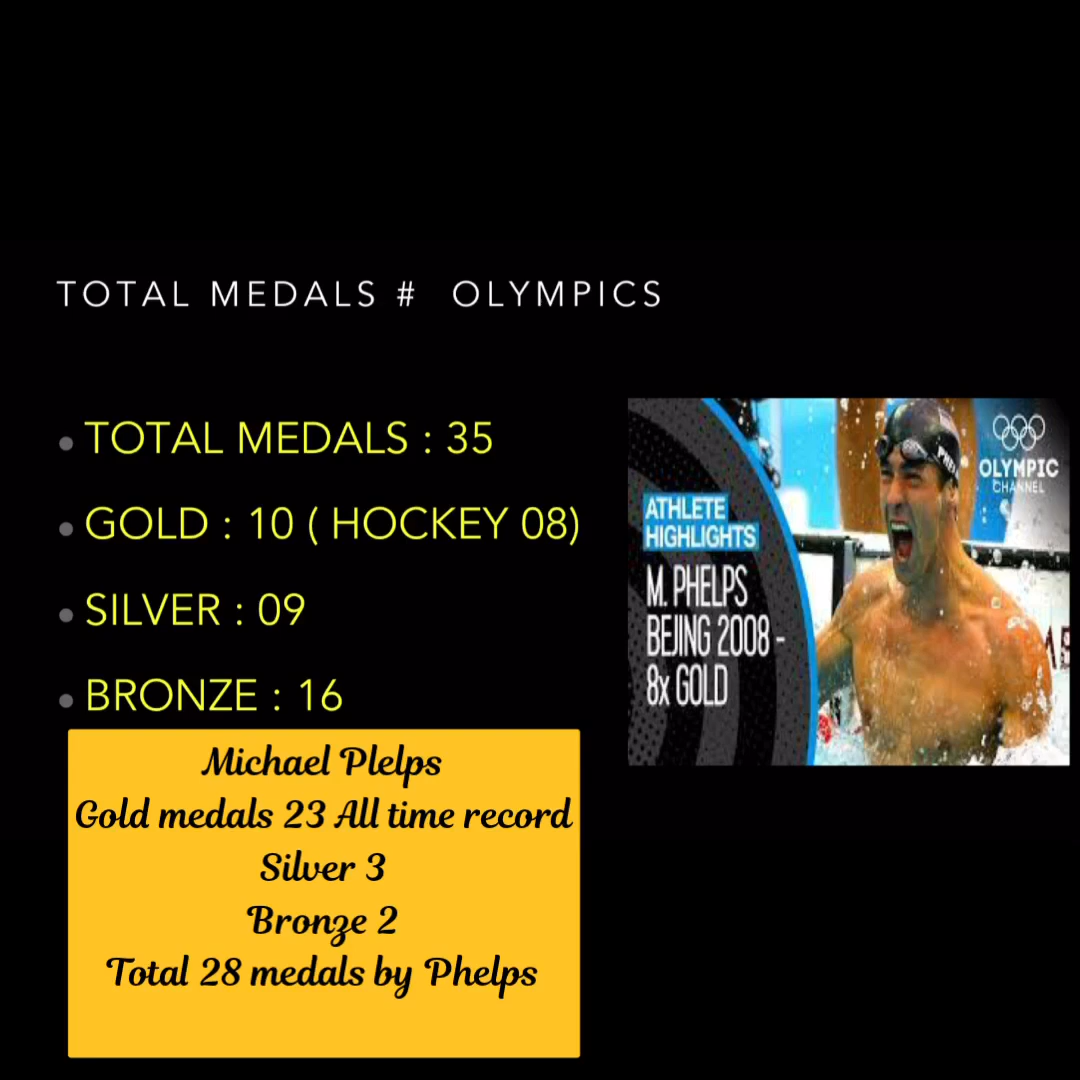 TOTAL MEDALS # OLYMPICS
TOTAL MEDALS : 35
GOLD : 10 ( HOCKEY 08)
SILVER : 09
BRONZE : 16
Michael Plelps
Gold medals 23 All time record
Silver 3
Bronze 2
Total 28 medals by Phelps
ATHLETE
HIGHLIGHTS
M. PHELPS
BEJING 2008 -
8x GOLD
OLYMPIC
CHANNEL